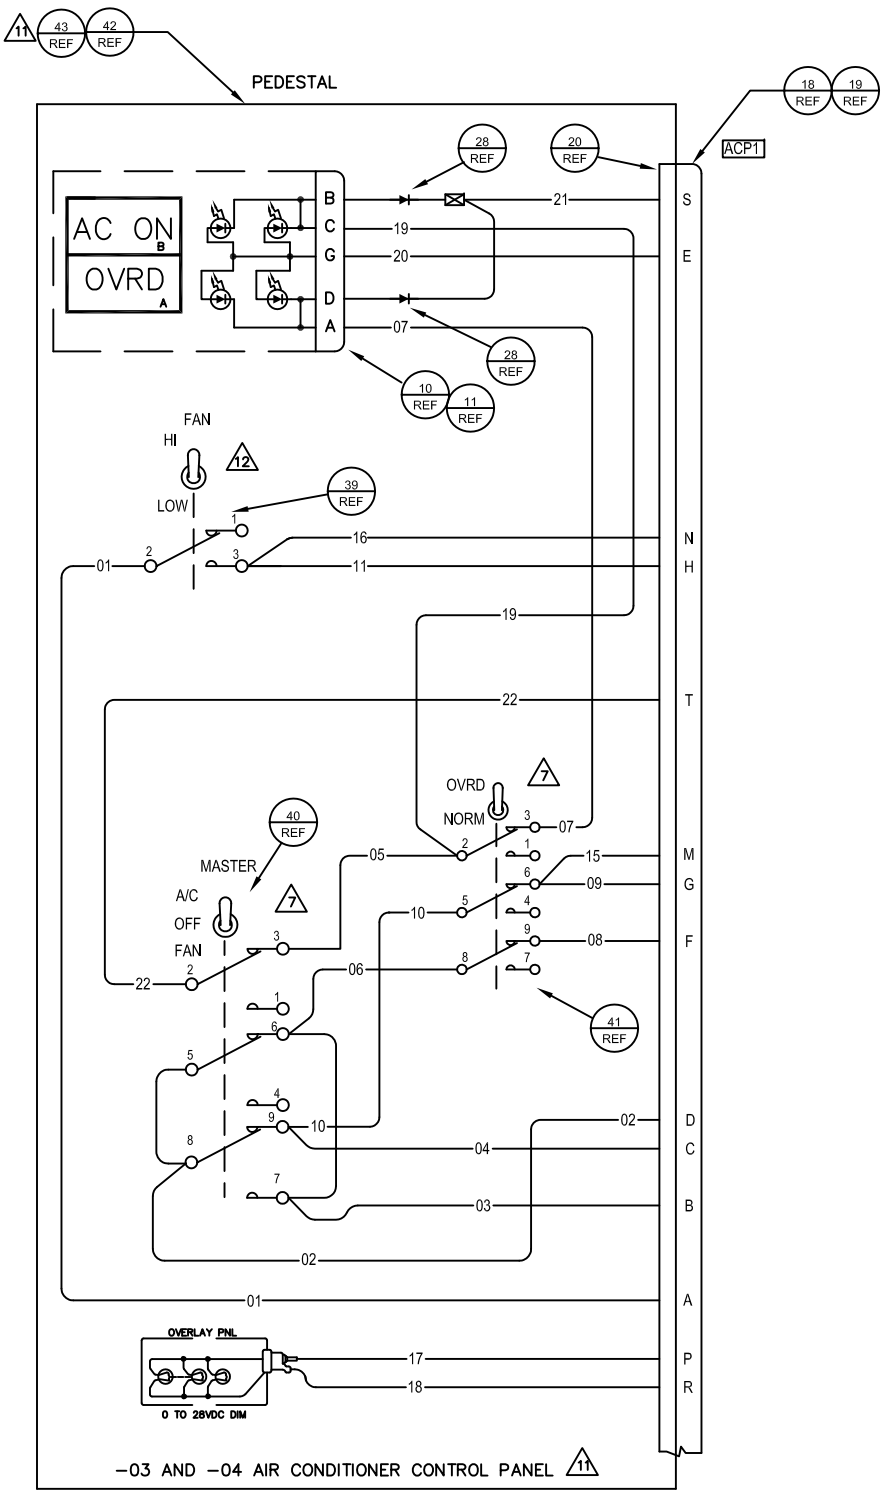 11 43 REF 42 REF
PEDESTAL
18 REF 19 REF
ACP1
28 REF
20 REF
AC ON B
OVRD A
B 21 S
C 19
G 20 E
D
A 07
28 REF
10 REF 11 REF
FAN
HI
12
LOW
39 REF
1
16 N
2 3
01 11 H
19
22 T
7
OVRD
NORM
3 07
2 1
05 15 M
6 09 G
5 4
10
9 08 F
8 7
06
41 REF
40 REF
MASTER
A/C
7
OFF
FAN
3
2
22
1
6
5
4
9 10 02 D
8
04 C
7
03 B
02
01 A
OVERLAY PNL
17 P
18 R
0 TO 28VDC DIM
-03 AND -04 AIR CONDITIONER CONTROL PANEL 11